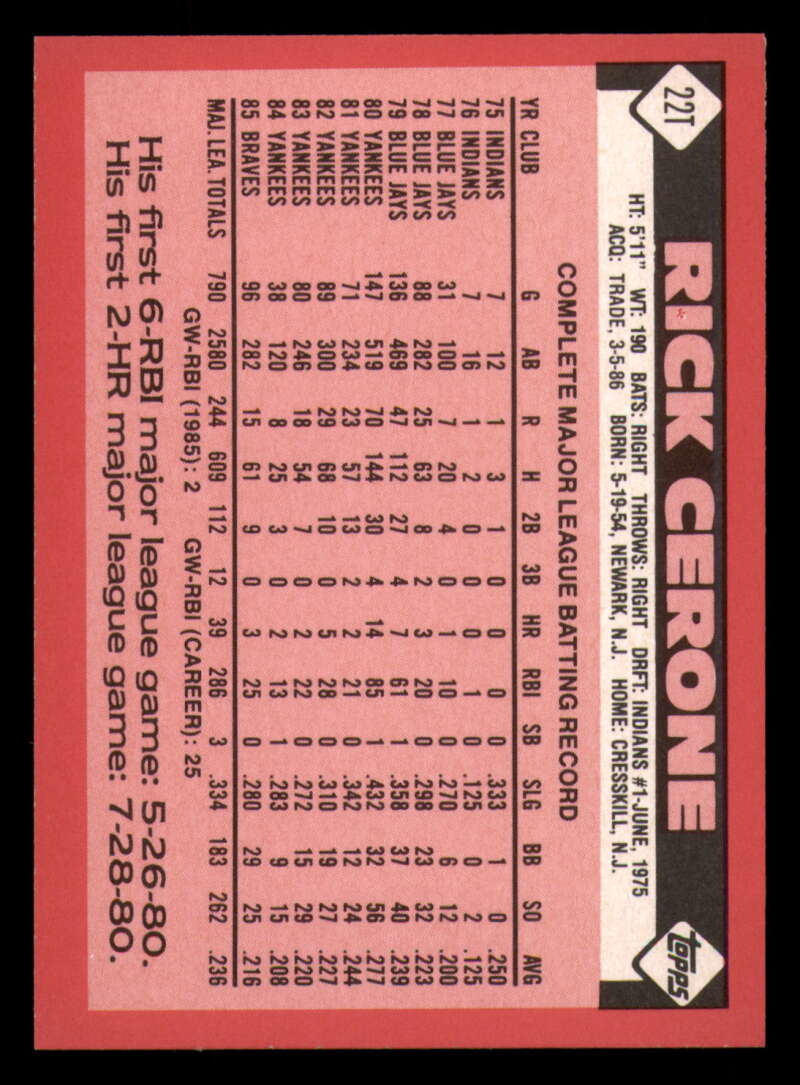 22T
RICK CERONE
topps
HT: 5'11" WT: 190 BATS: RIGHT THROWS: RIGHT DRFT: INDIANS #1-JUNE, 1975
ACQ: TRADE, 3-5-86 BORN: 5-19-54, NEWARK, N.J. HOME: CRESSKILL, N.J.
COMPLETE MAJOR LEAGUE BATTING RECORD
YR CLUB G AB R H 2B 3B HR RBI SB SLG BB SO AVG
75 INDIANS 7 12 1 3 1 0 0 0 0 .333 1 0 .250
76 INDIANS 7 16 1 2 0 0 0 1 0 .125 0 2 .125
77 BLUE JAYS 31 100 7 20 4 0 1 10 0 .270 6 12 .200
78 BLUE JAYS 88 282 25 63 8 2 3 20 0 .298 23 32 .223
79 BLUE JAYS 136 469 47 112 27 4 7 61 1 .358 37 40 .239
80 YANKEES 147 519 70 144 30 4 14 85 1 .432 32 56 .277
81 YANKEES 71 234 23 57 13 2 2 21 0 .342 12 24 .244
82 YANKEES 89 300 29 68 10 0 5 28 0 .310 19 27 .227
83 YANKEES 80 246 18 54 7 0 2 22 0 .272 15 29 .220
84 YANKEES 38 120 8 25 3 0 2 13 1 .283 9 15 .208
85 BRAVES 96 282 15 61 9 0 3 25 0 .280 29 25 .216
MAJ. LEA. TOTALS 790 2580 244 609 112 12 39 286 3 .334 183 262 .236
GW-RBI (1985): 2 GW-RBI (CAREER): 25
His first 6-RBI major league game: 5-26-80.
His first 2-HR major league game: 7-28-80.